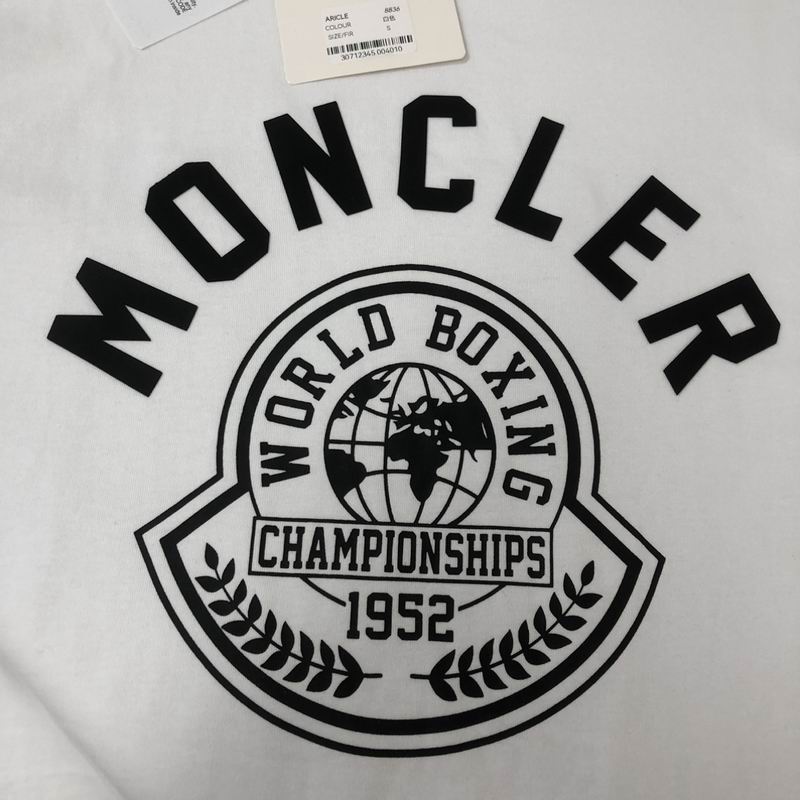 ARICLE 8836
COLOUR 白色
SIZE/FIR S
30712345.004010
MONCLER
WORLD BOXING
CHAMPIONSHIPS
1952